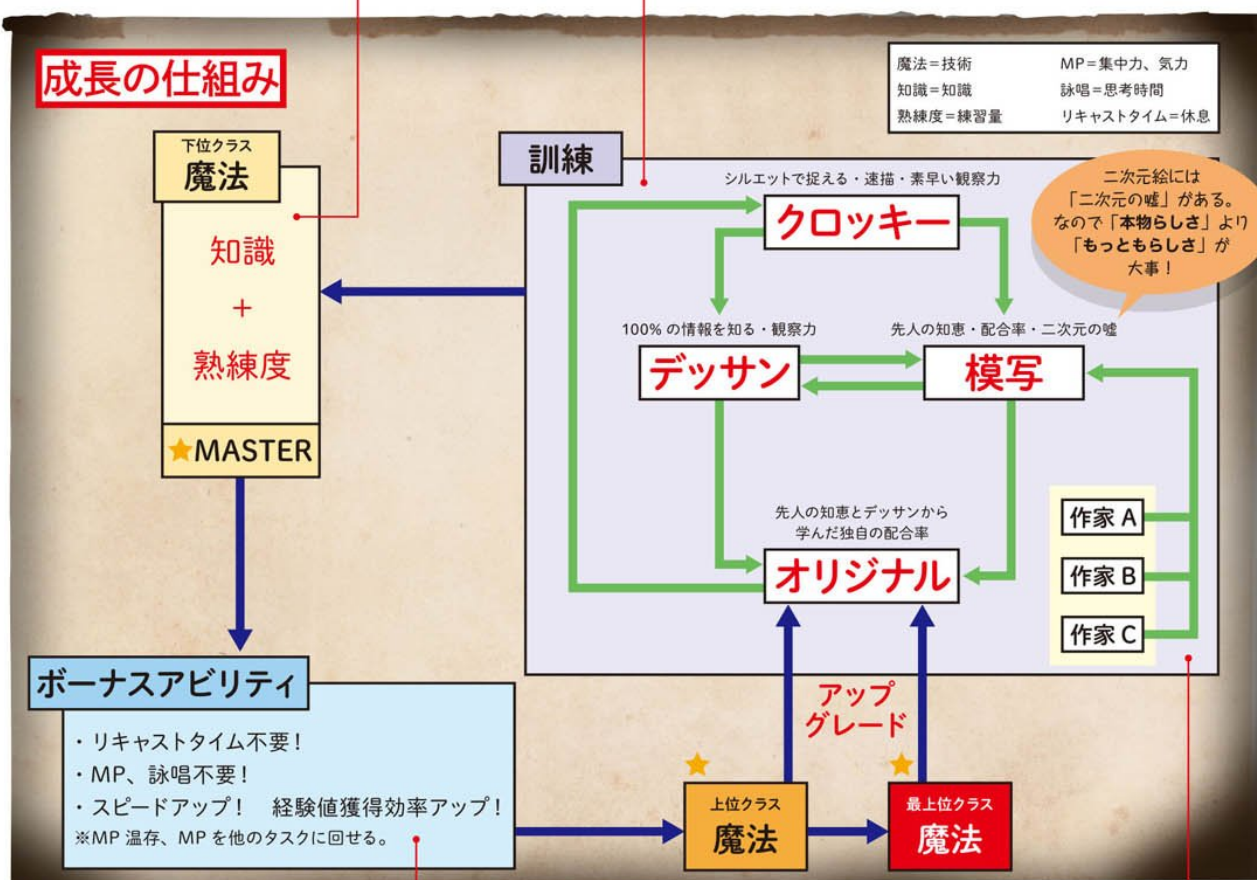 成長の仕組み
魔法=技術
知識=知識
熟練度=練習量
MP=集中力、気力
詠唱=思考時間
リキャストタイム=休息
下位クラス
魔法
知識
+
熟練度
★MASTER
訓練
シルエットで捉える・速描・素早い観察力
クロッキー
二次元絵には
「二次元の嘘」がある。
なので「本物らしさ」より
「もっともらしさ」が
大事!
100%の情報を知る・観察力
デッサン
先人の知恵・配合率・二次元の嘘
模写
先人の知恵とデッサンから
学んだ独自の配合率
オリジナル
作家 A
作家 B
作家 C
ボーナスアビリティ
・リキャストタイム不要!
・MP、詠唱不要!
・スピードアップ! 経験値獲得効率アップ!
※MP 温存、MP を他のタスクに回せる。
アップ
グレード
上位クラス
魔法
最上位クラス
魔法